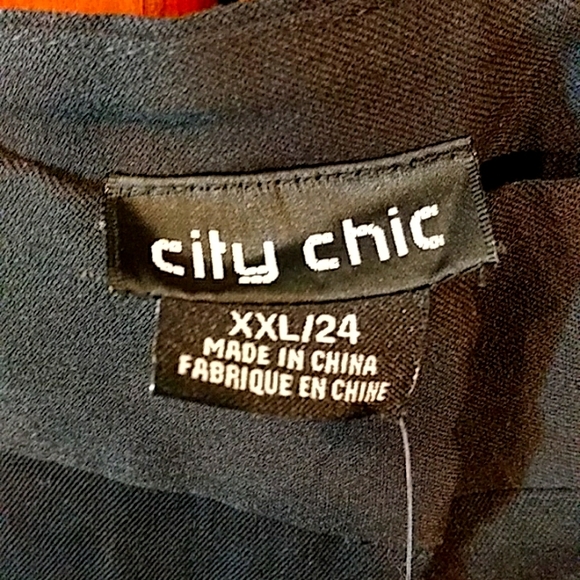 city chic
XXL/24
MADE IN CHINA
FABRIQUE EN CHINE